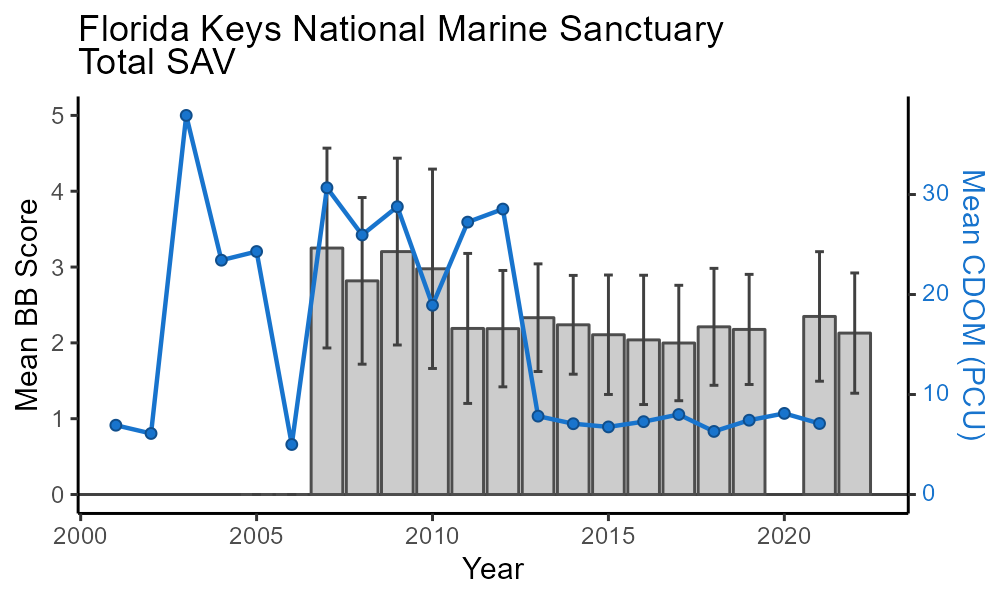 Florida Keys National Marine Sanctuary
Total SAV
5
4
3
2
1
0
Mean BB Score
30
20
10
0
Mean CDOM (PCU)
2000 2005 2010 2015 2020
Year